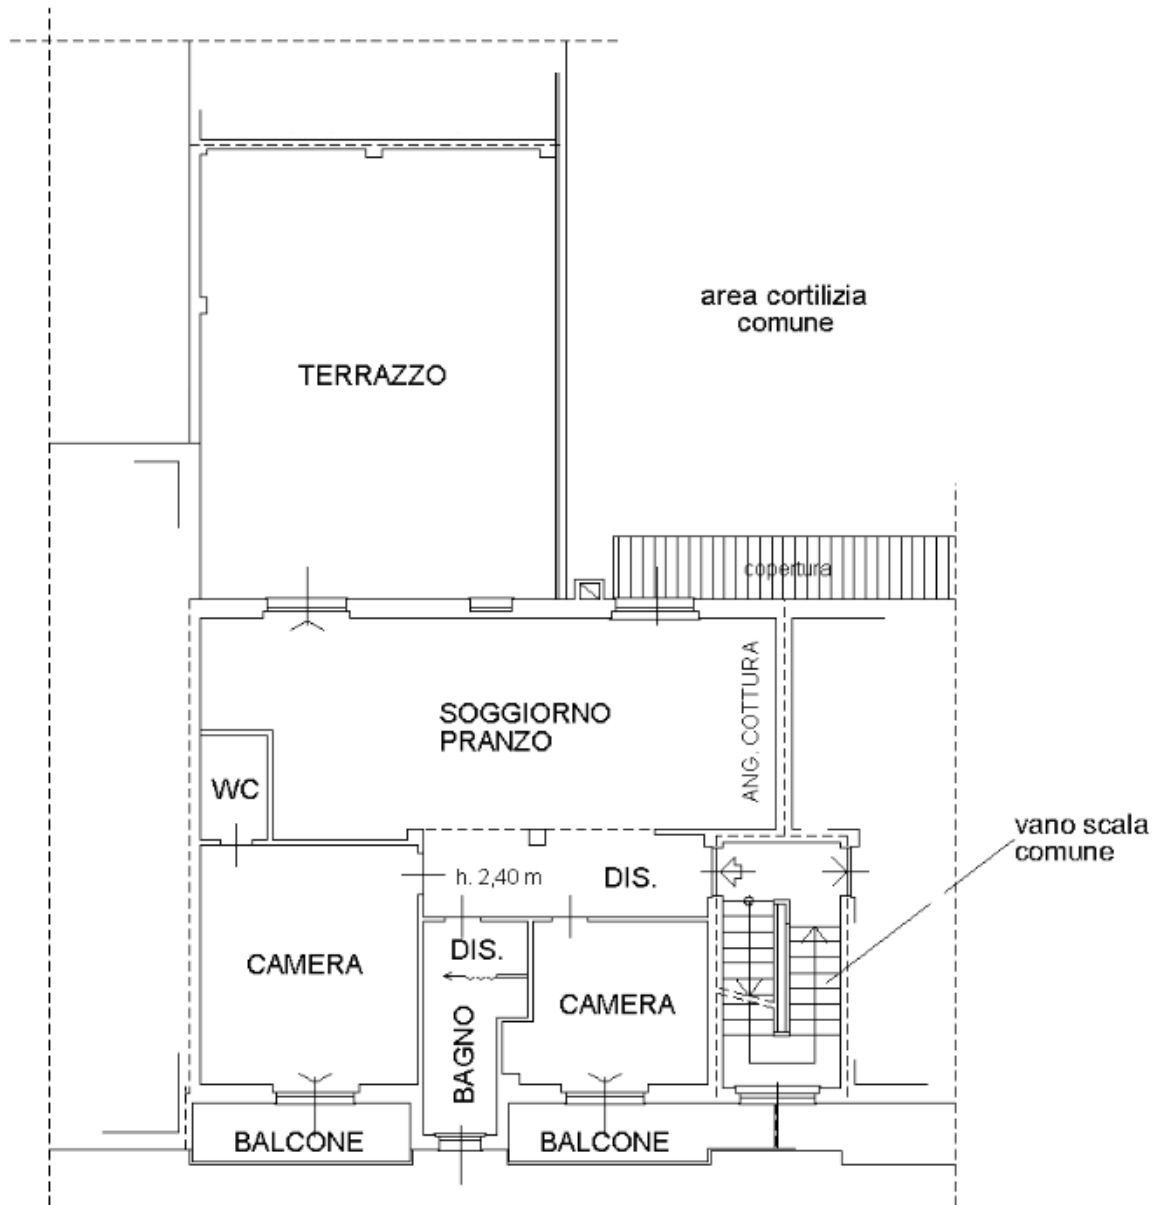 area cortilizia
comune
TERRAZZO
copertura
SOGGIORNO
PRANZO
ANG. COTTURA
WC
vano scala
comune
h. 2,40 m
DIS.
DIS.
CAMERA
CAMERA
BAGNO
BALCONE
BALCONE